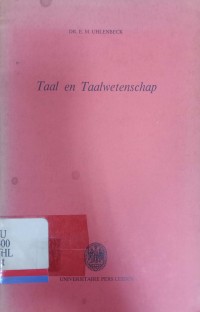 DR. E. M. UHLENBECK
Taal en Taalwetenschap
UNIVERSITAIRE PERS LEIDEN